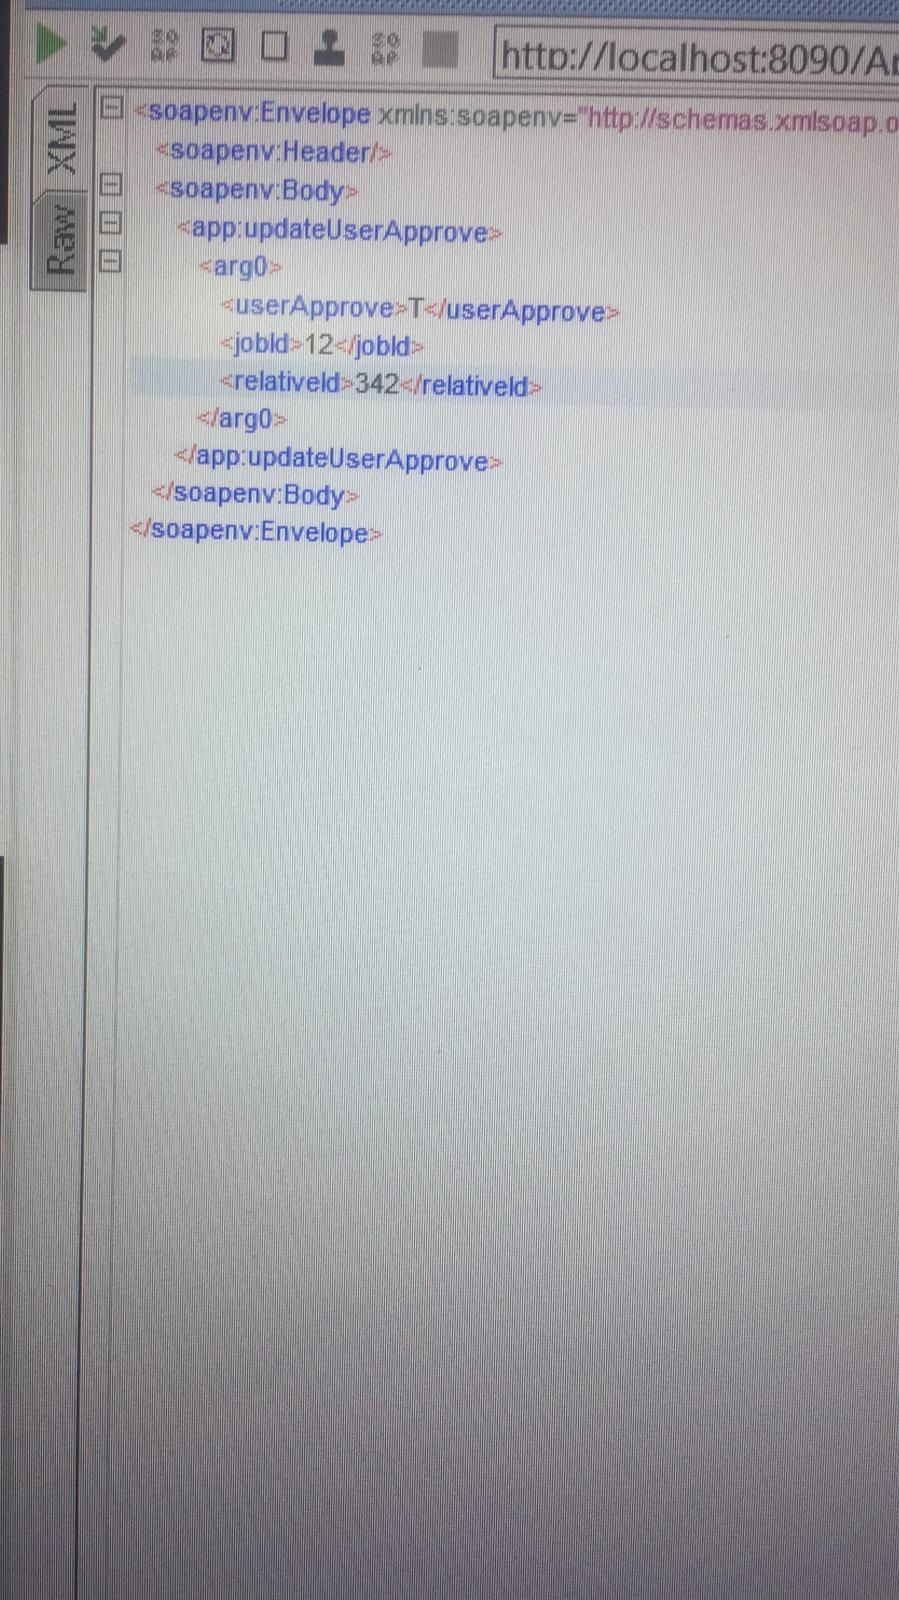 http://localhost:8090/A
XML
Raw
<soapenv:Envelope xmlns:soapenv="http://schemas.xmlsoap.o
<soapenv:Header/>
<soapenv:Body>
<app:updateUserApprove>
<arg0>
<userApprove>T</userApprove>
<jobId>12</jobId>
<relativeId>342</relativeId>
</arg0>
</app:updateUserApprove>
</soapenv:Body>
</soapenv:Envelope>